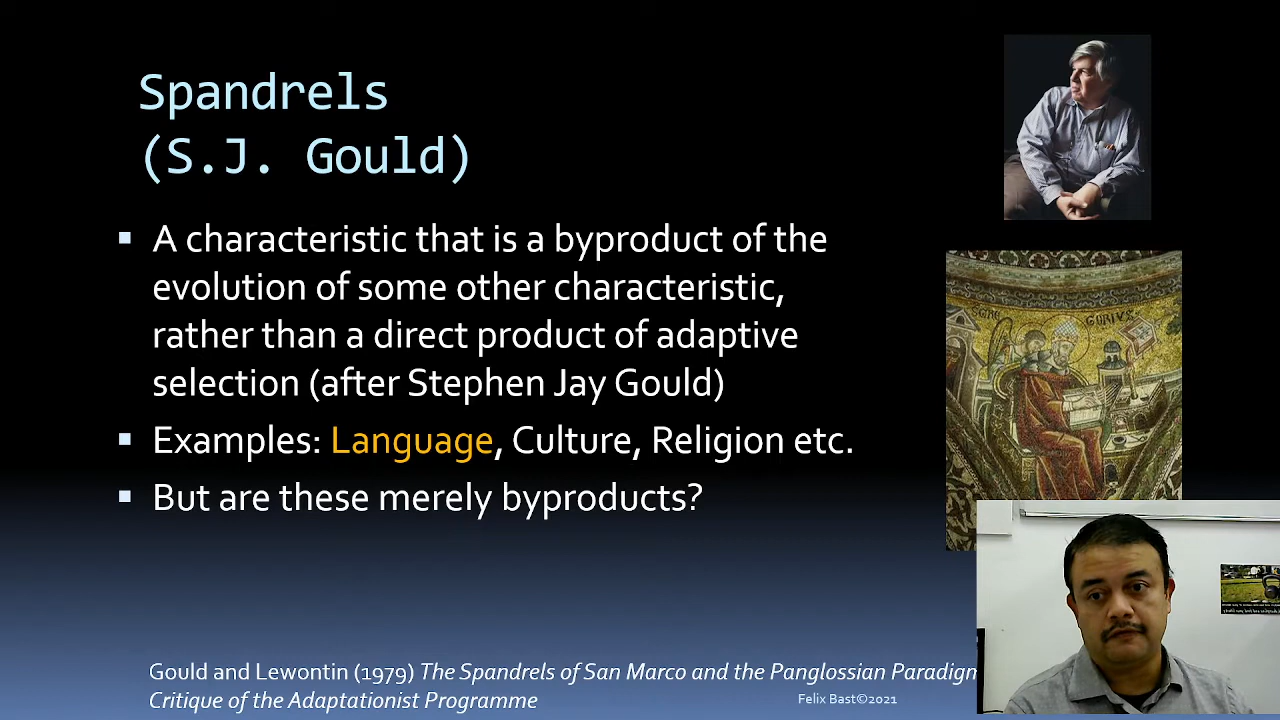 Spandrels
(S.J. Gould)
A characteristic that is a byproduct of the
evolution of some other characteristic,
rather than a direct product of adaptive
selection (after Stephen Jay Gould)
Examples: Language, Culture, Religion etc.
But are these merely byproducts?
GORIVS
Gould and Lewontin (1979) The Spandrels of San Marco and the Panglossian Paradigm
Critique of the Adaptationist Programme
Felix Bast©2021